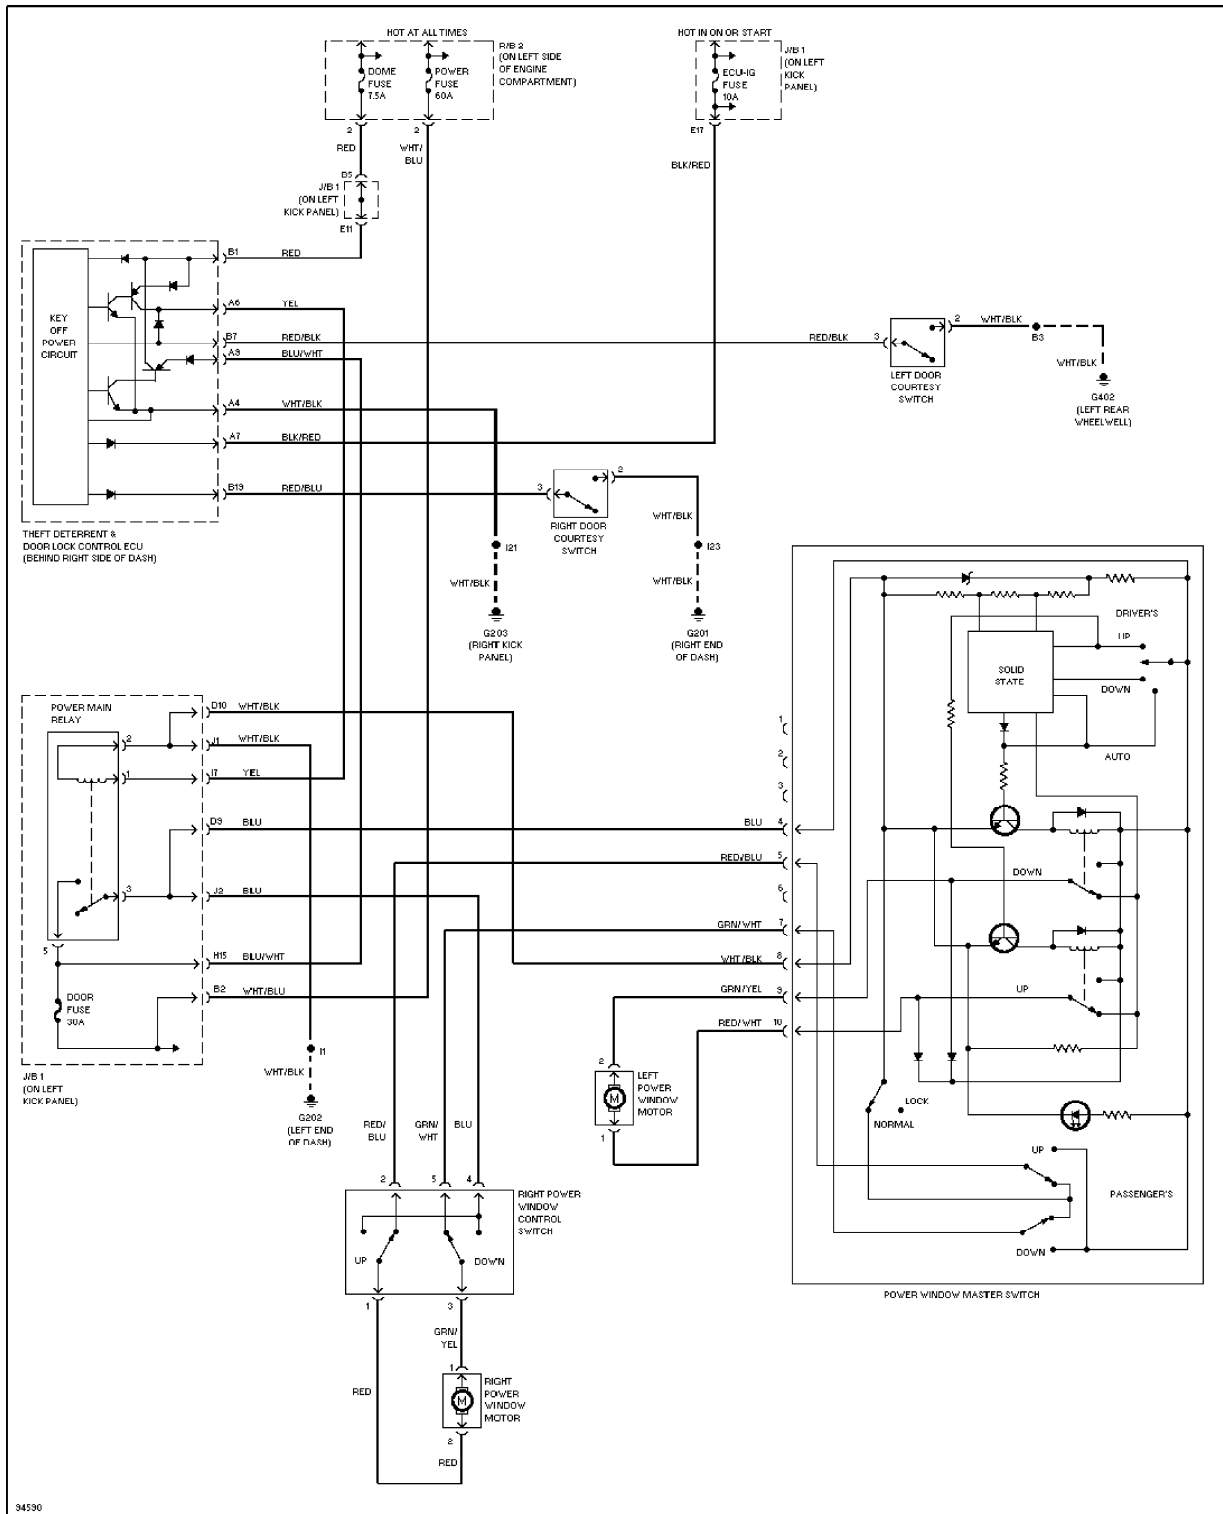 HOT AT ALL TIMES
HOT IN ON OR START
R/B 2
(ON LEFT SIDE
OF ENGINE
COMPARTMENT)
DOME
FUSE
7.5A
POWER
FUSE
60A
J/B 1
(ON LEFT
KICK
PANEL)
ECU-IG
FUSE
10A
2
2
E17
RED
WHT/
BLU
BLK/RED
B5
J/B 1
(ON LEFT
KICK PANEL)
E11
B1
RED
A6
YEL
B7
RED/BLK
A9
BLU/WHT
KEY
OFF
POWER
CIRCUIT
A4
WHT/BLK
A7
BLK/RED
B19
RED/BLU
THEFT DETERRENT &
DOOR LOCK CONTROL ECU
(BEHIND RIGHT SIDE OF DASH)
RED/BLK
3
2
WHT/BLK
B3
WHT/BLK
LEFT DOOR
COURTESY
SWITCH
G402
(LEFT REAR
WHEELWELL)
3
2
RIGHT DOOR
COURTESY
SWITCH
WHT/BLK
I21
I23
WHT/BLK
WHT/BLK
G203
(RIGHT KICK
PANEL)
G201
(RIGHT END
OF DASH)
POWER MAIN
RELAY
D10
WHT/BLK
2
J1
WHT/BLK
1
I7
YEL
D9
BLU
3
J2
BLU
5
H15
BLU/WHT
B2
WHT/BLU
DOOR
FUSE
30A
J/B 1
(ON LEFT
KICK PANEL)
I1
WHT/BLK
G202
(LEFT END
OF DASH)
DRIVER'S
UP
SOLID
STATE
DOWN
AUTO
1
2
3
BLU
4
RED/BLU
5
DOWN
6
GRN/WHT
7
WHT/BLK
8
GRN/YEL
9
UP
RED/WHT
10
2
LEFT
POWER
WINDOW
MOTOR
M
1
LOCK
NORMAL
UP
PASSENGER'S
DOWN
POWER WINDOW MASTER SWITCH
RED/
BLU
GRN/
WHT
BLU
2
5
4
RIGHT POWER
WINDOW
CONTROL
SWITCH
UP
DOWN
1
3
GRN/
YEL
RED
1
RIGHT
POWER
WINDOW
MOTOR
M
2
RED
94590